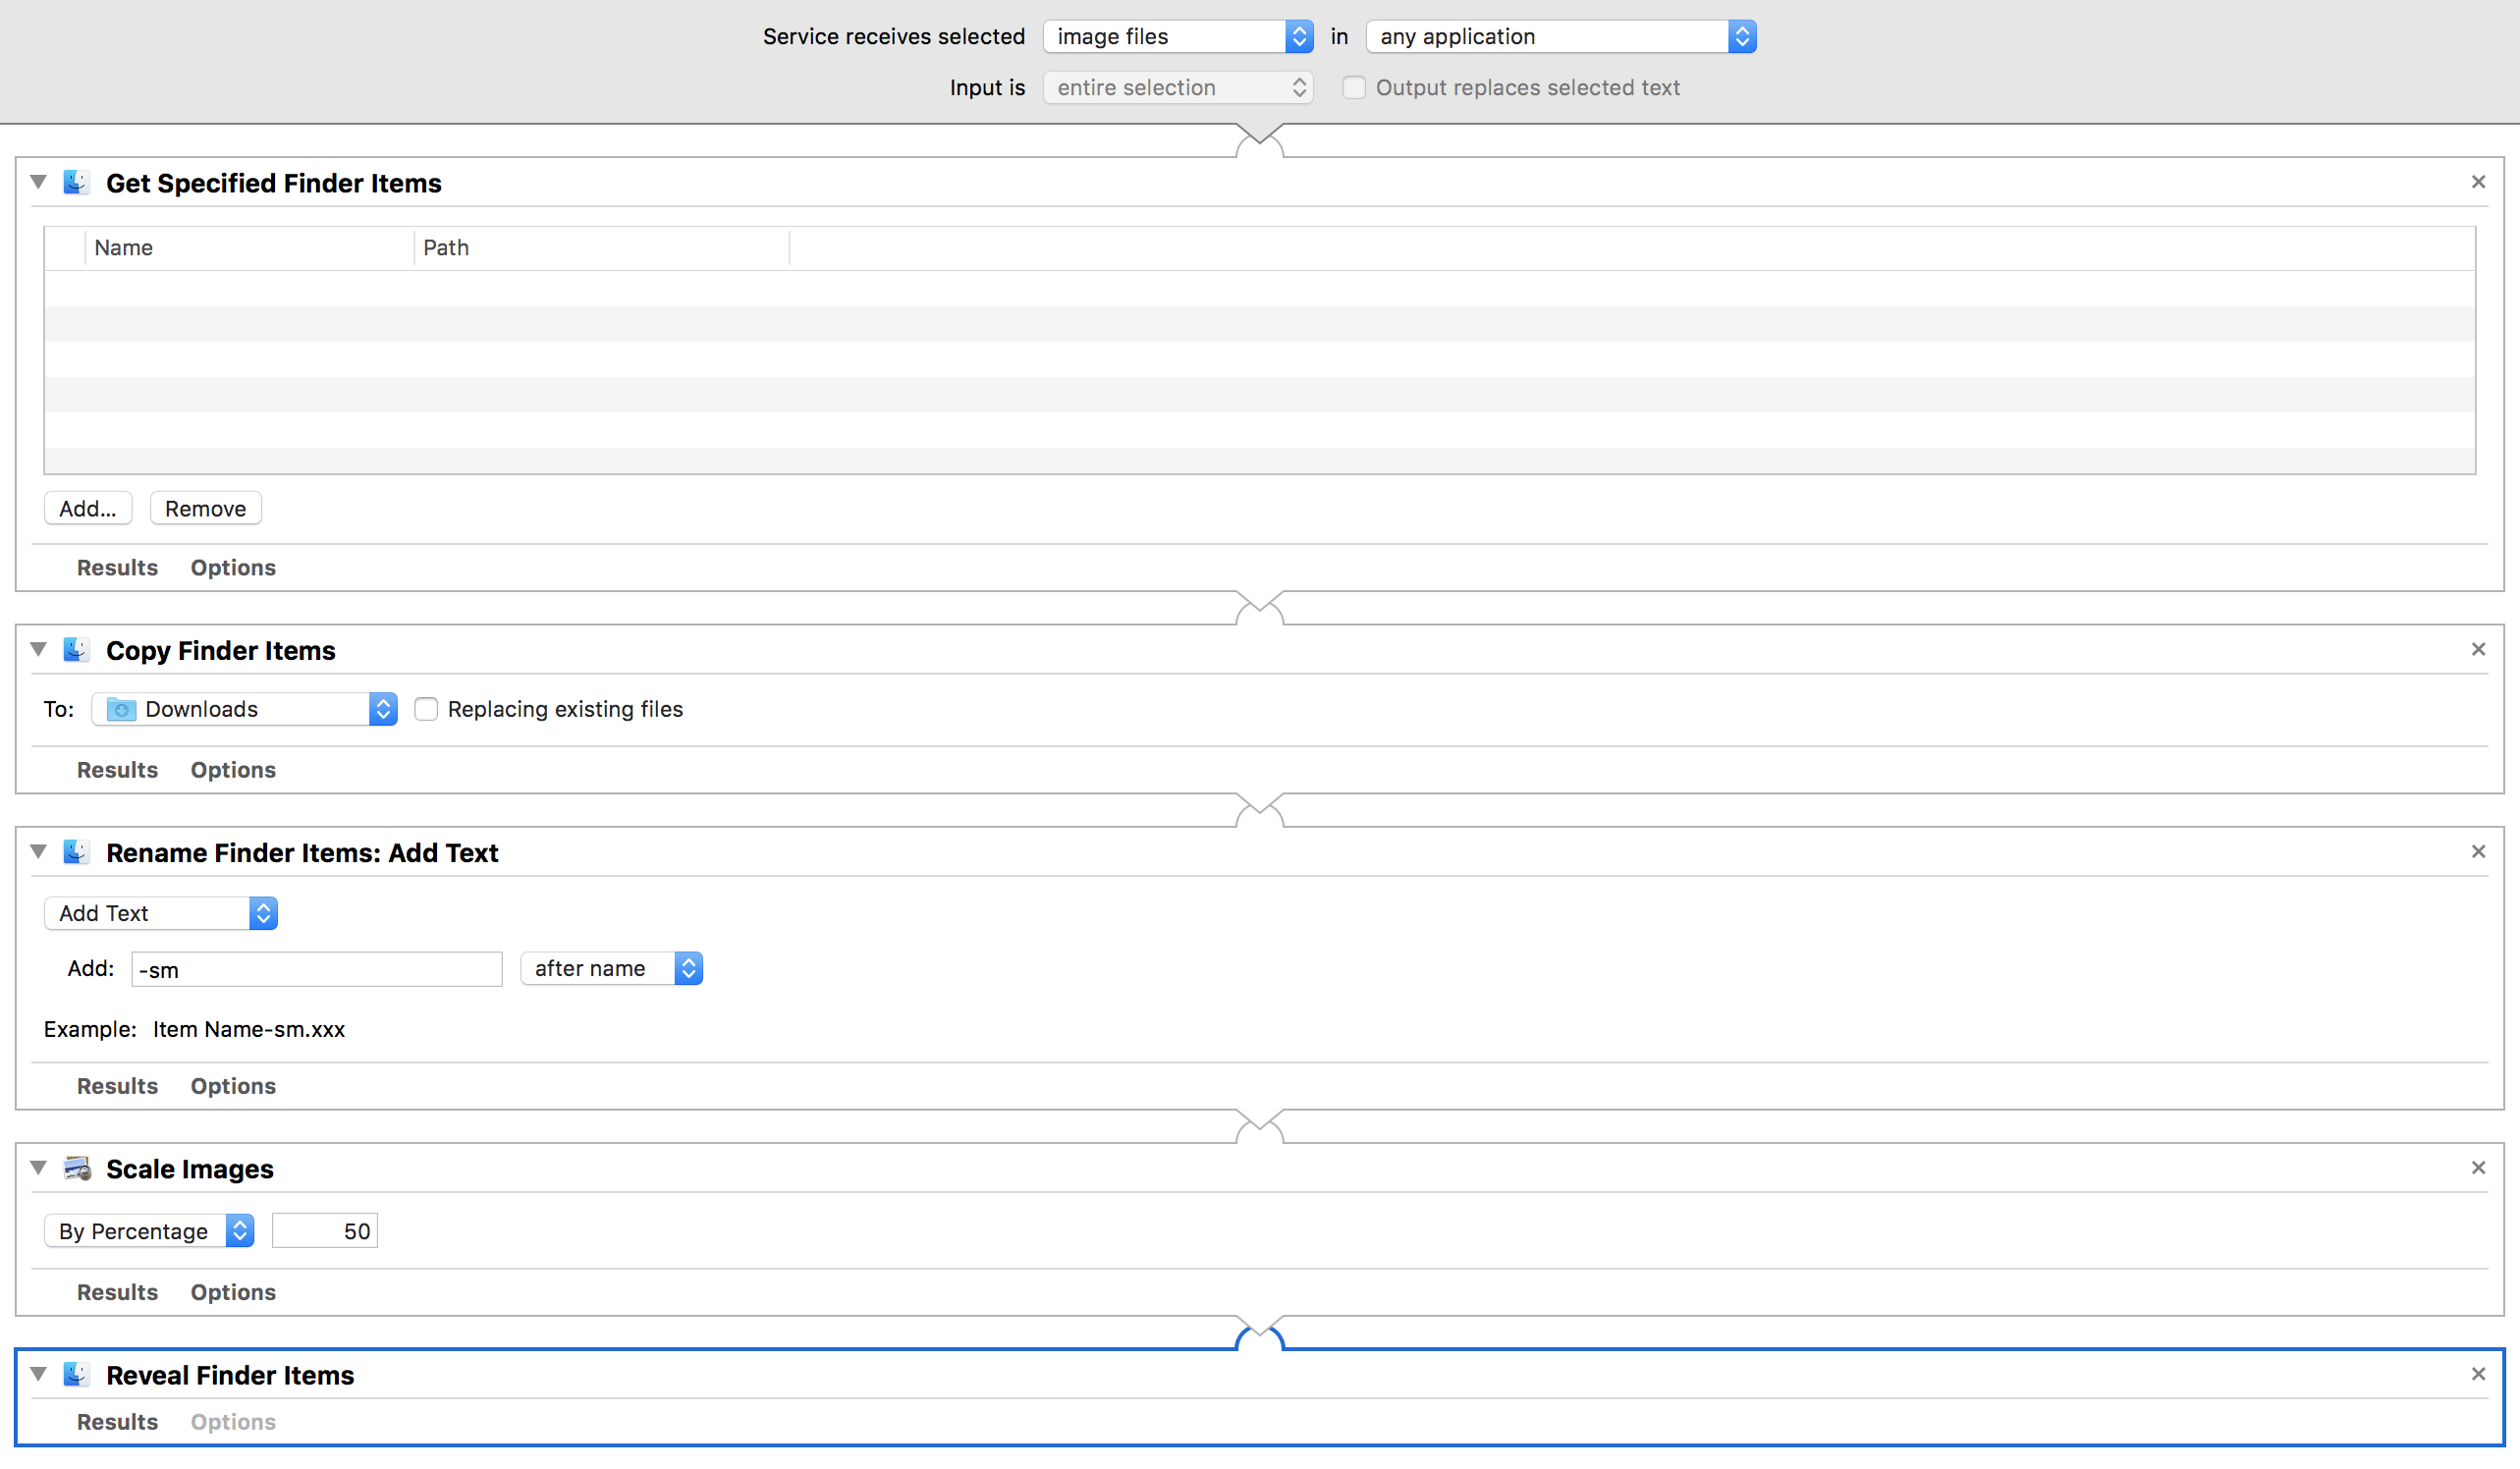 Service receives selected image files in any application
Input is entire selection Output replaces selected text
Get Specified Finder Items
Name Path
Add... Remove
Results Options
Copy Finder Items
To: Downloads Replacing existing files
Results Options
Rename Finder Items: Add Text
Add Text
Add: -sm after name
Example: Item Name-sm.xxx
Results Options
Scale Images
By Percentage 50
Results Options
Reveal Finder Items
Results Options